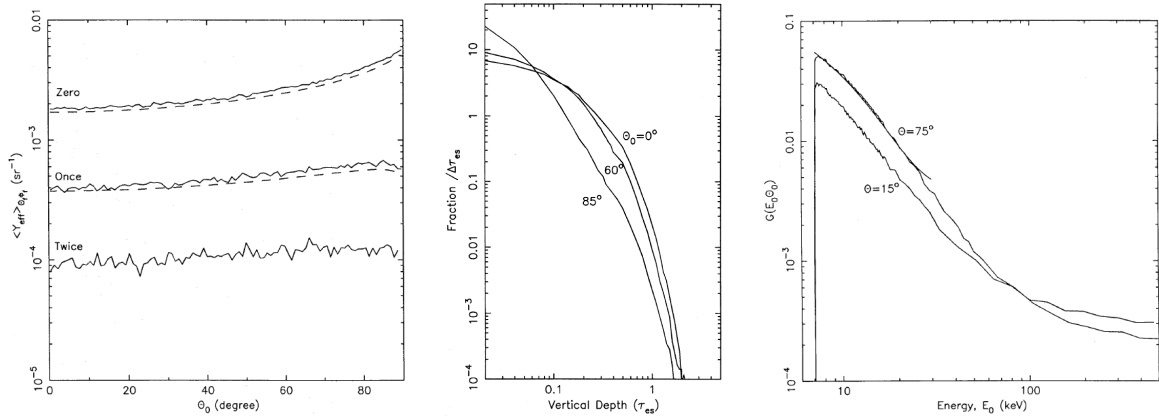 0.01
10⁻³
10⁻⁴
10⁻⁵
<Y_eff>_{Θ,φ_r} (sr⁻¹)
Zero
Once
Twice
0 20 40 60 80
Θ₀ (degree)
10
1
0.1
0.01
10⁻³
10⁻⁴
Fraction /Δτ_es
Θ₀=0°
60°
85°
0.1 1
Vertical Depth (τ_es)
0.1
0.01
10⁻³
10⁻⁴
G(E₀Θ₀)
Θ=75°
Θ=15°
10 100
Energy, E₀ (keV)